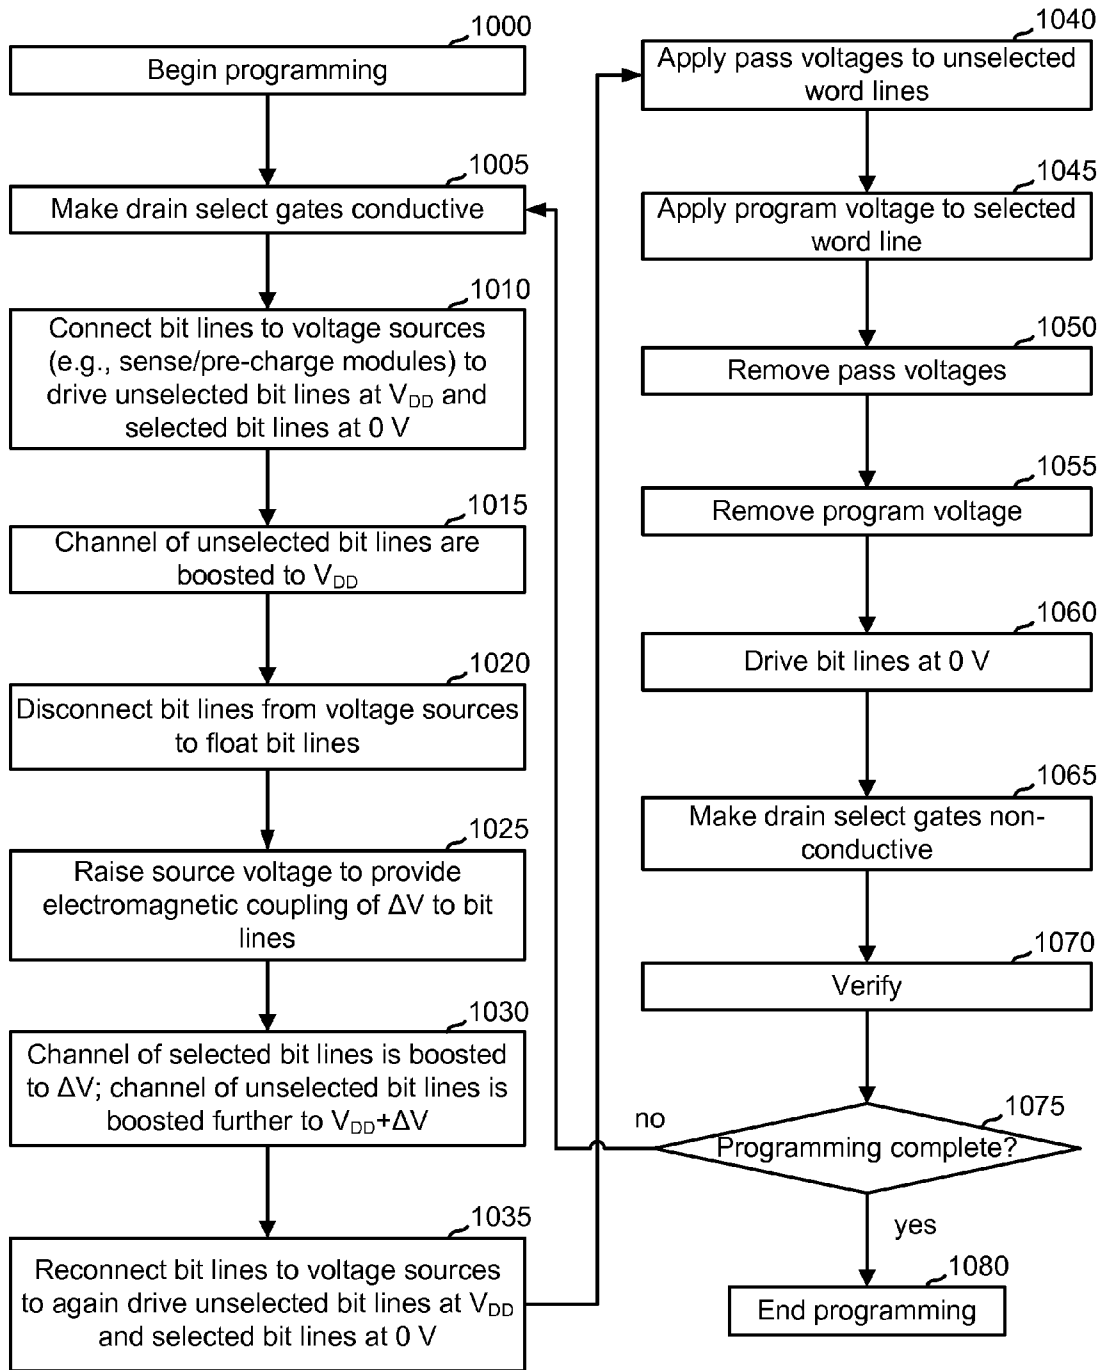 1000
Begin programming
1005
Make drain select gates conductive
1010
Connect bit lines to voltage sources
(e.g., sense/pre-charge modules) to
drive unselected bit lines at VDD and
selected bit lines at 0 V
1015
Channel of unselected bit lines are
boosted to VDD
1020
Disconnect bit lines from voltage sources
to float bit lines
1025
Raise source voltage to provide
electromagnetic coupling of ΔV to bit
lines
1030
Channel of selected bit lines is boosted
to ΔV; channel of unselected bit lines is
boosted further to VDD+ΔV
1035
Reconnect bit lines to voltage sources
to again drive unselected bit lines at VDD
and selected bit lines at 0 V
1040
Apply pass voltages to unselected
word lines
1045
Apply program voltage to selected
word line
1050
Remove pass voltages
1055
Remove program voltage
1060
Drive bit lines at 0 V
1065
Make drain select gates non-
conductive
1070
Verify
1075
Programming complete?
no
yes
1080
End programming